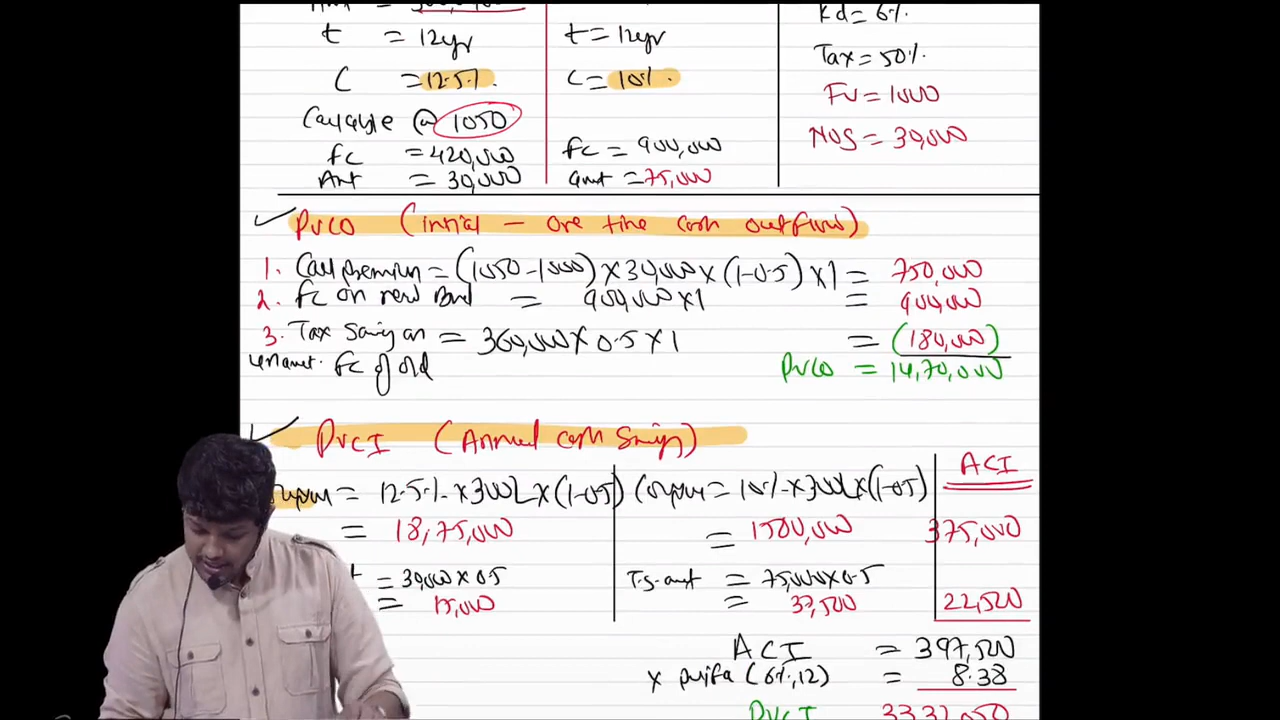 t = 12yr
C = 12.5%
Callable @ 1050
fc = 420,000
Amt = 30,000
t = 12yr
C = 10%.
fc = 900,000
amt = 75,000
Kd = 6%
Tax = 50%
FV = 1000
NOS = 30,000
PVCO (initial - one time cash outflow)
1. Call premium = (1050 - 1000) × 30,000 × (1-0.5) × 1 = 750,000
2. fc on new Bond = 900,000 × 1 = 900,000
3. Tax Saving on = 360,000 × 0.5 × 1 = (180,000)
unamt. fc of old
PVCO = 14,70,000
PVCI (Annual cash Savings)
= 12.5% × 300L × (1-0.5)
= 18,75,000
= 30,000 × 0.5
= 15,000
Coupon = 10% × 300L × (1-0.5)
= 1500,000
T.S. amt = 75,000 × 0.5
= 37,500
ACI
375,000
22,500
ACI = 397,500
× pvifa (6%,12) = 8.38
PVCI